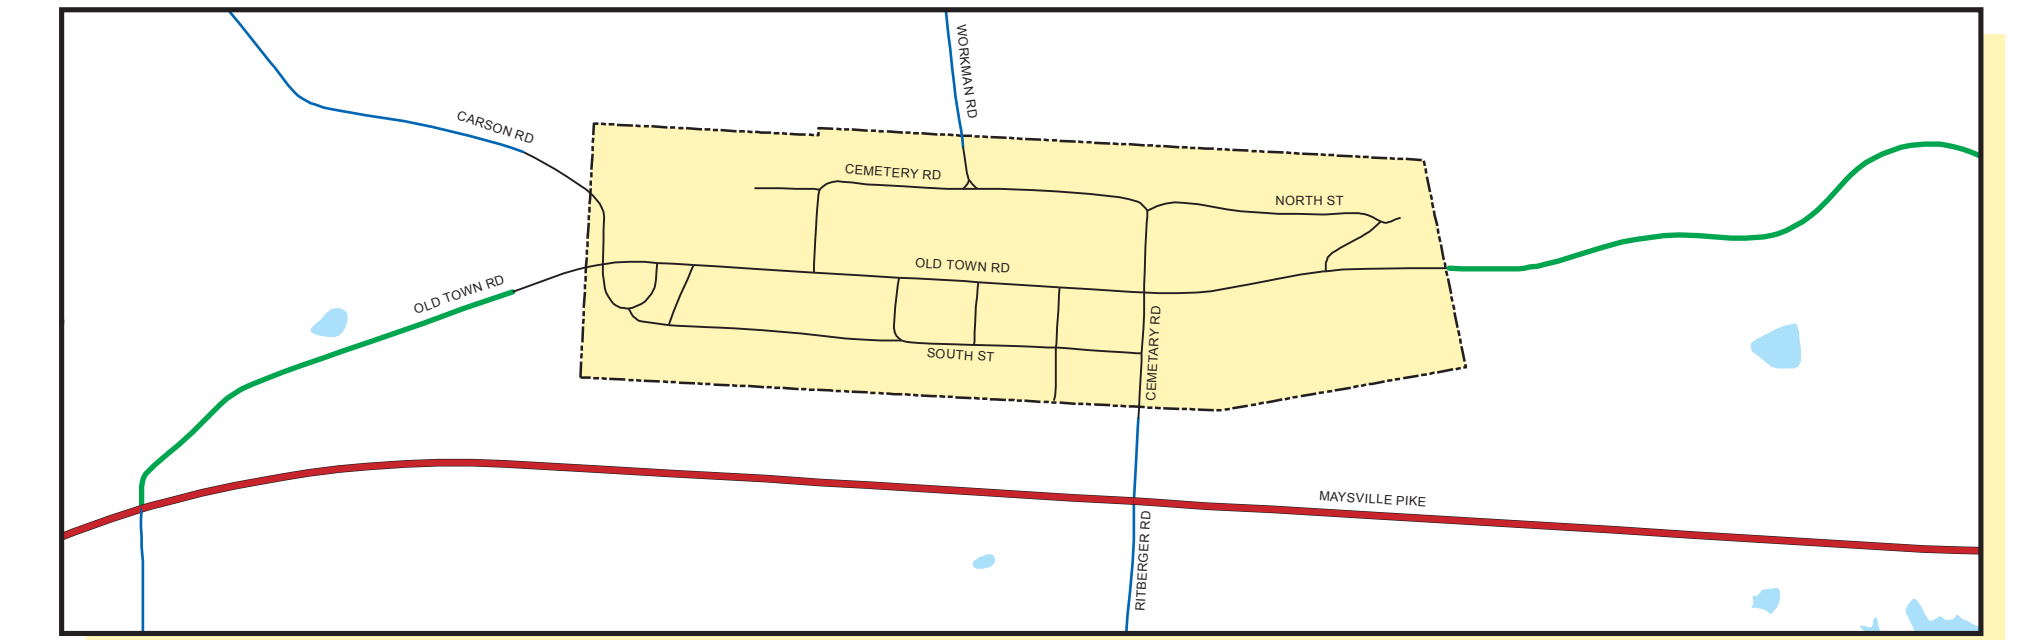 WORKMAN RD
CARSON RD
CEMETERY RD
NORTH ST
OLD TOWN RD
OLD TOWN RD
CEMETARY RD
SOUTH ST
MAYSVILLE PIKE
RITBERGER RD